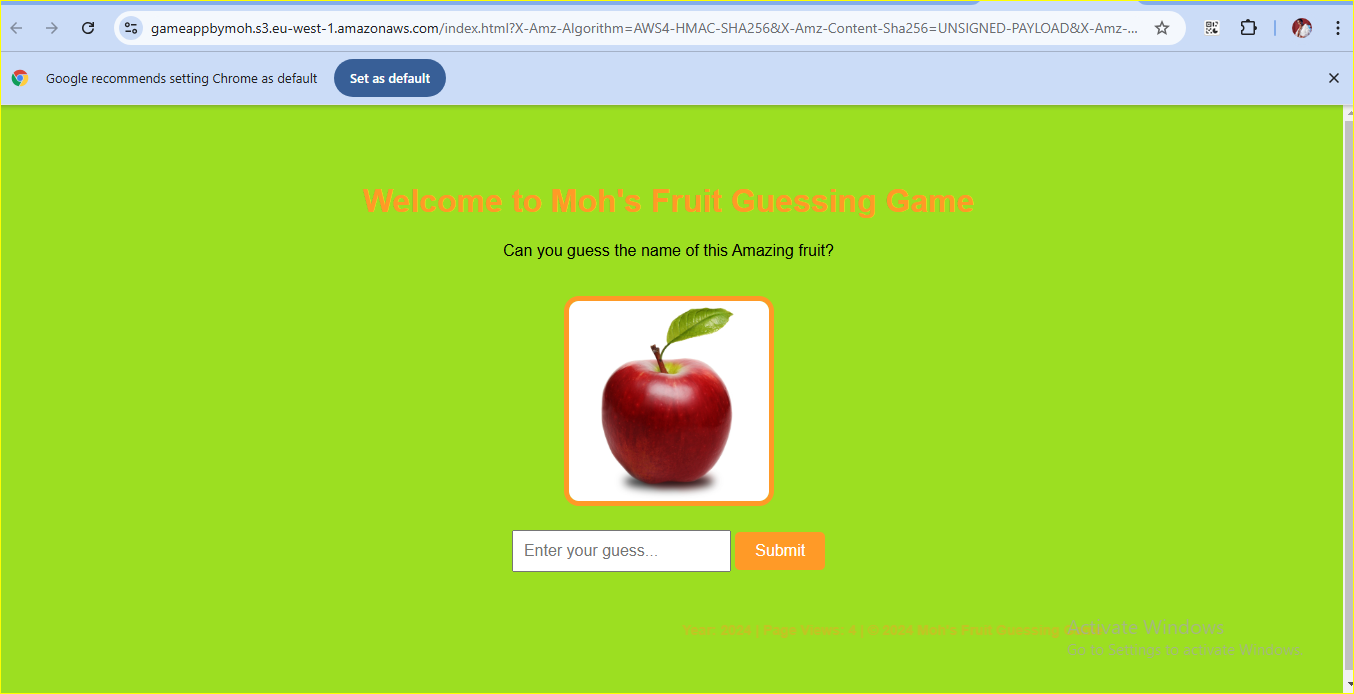 gameappbymoh.s3.eu-west-1.amazonaws.com/index.html?X-Amz-Algorithm=AWS4-HMAC-SHA256&X-Amz-Content-Sha256=UNSIGNED-PAYLOAD&X-Amz-...
Google recommends setting Chrome as default
Set as default
Welcome to Moh's Fruit Guessing Game
Can you guess the name of this Amazing fruit?
Enter your guess...
Submit
Year: 2024 | Page Views: 4 | © 2024 Moh's Fruit Guessing
Activate Windows
Go to Settings to activate Windows.